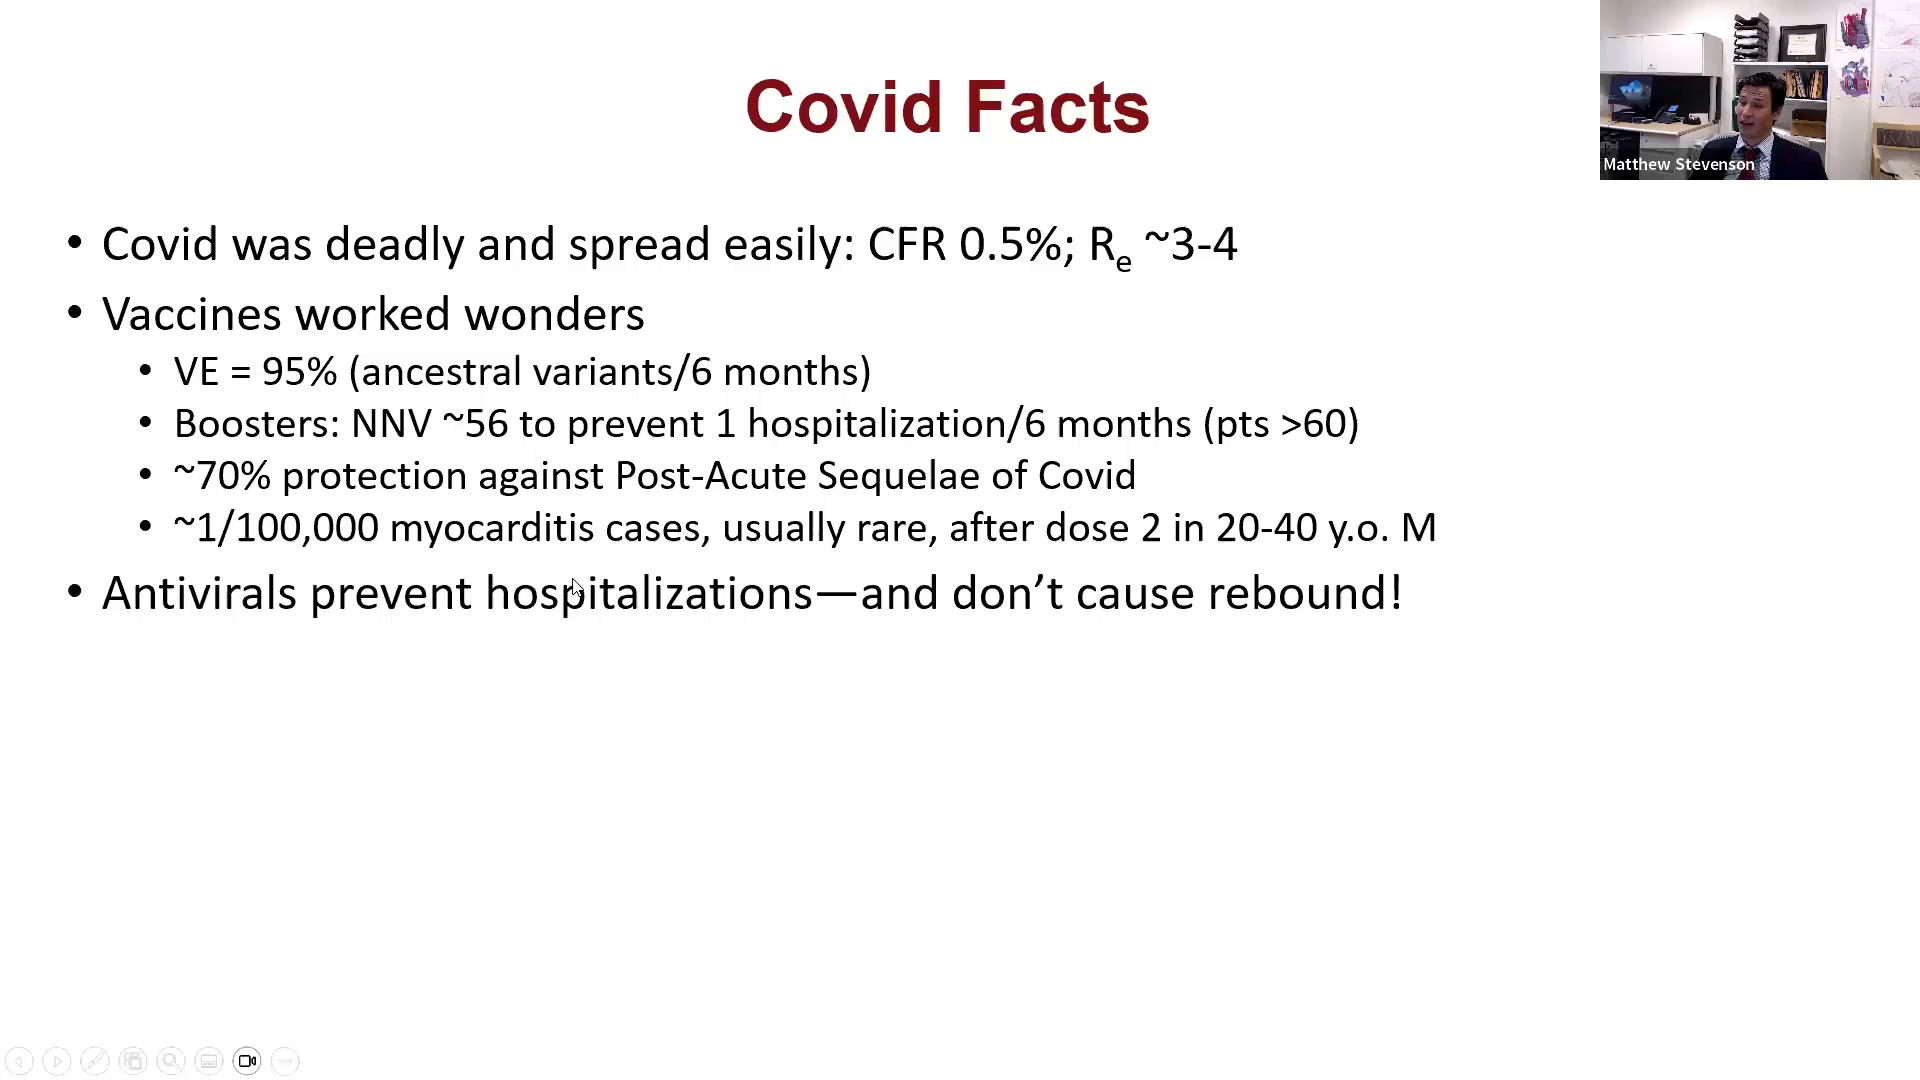 Covid Facts
Matthew Stevenson
• Covid was deadly and spread easily: CFR 0.5%; Re ~3-4
• Vaccines worked wonders
• VE = 95% (ancestral variants/6 months)
• Boosters: NNV ~56 to prevent 1 hospitalization/6 months (pts >60)
• ~70% protection against Post-Acute Sequelae of Covid
• ~1/100,000 myocarditis cases, usually rare, after dose 2 in 20-40 y.o. M
• Antivirals prevent hospitalizations—and don’t cause rebound!